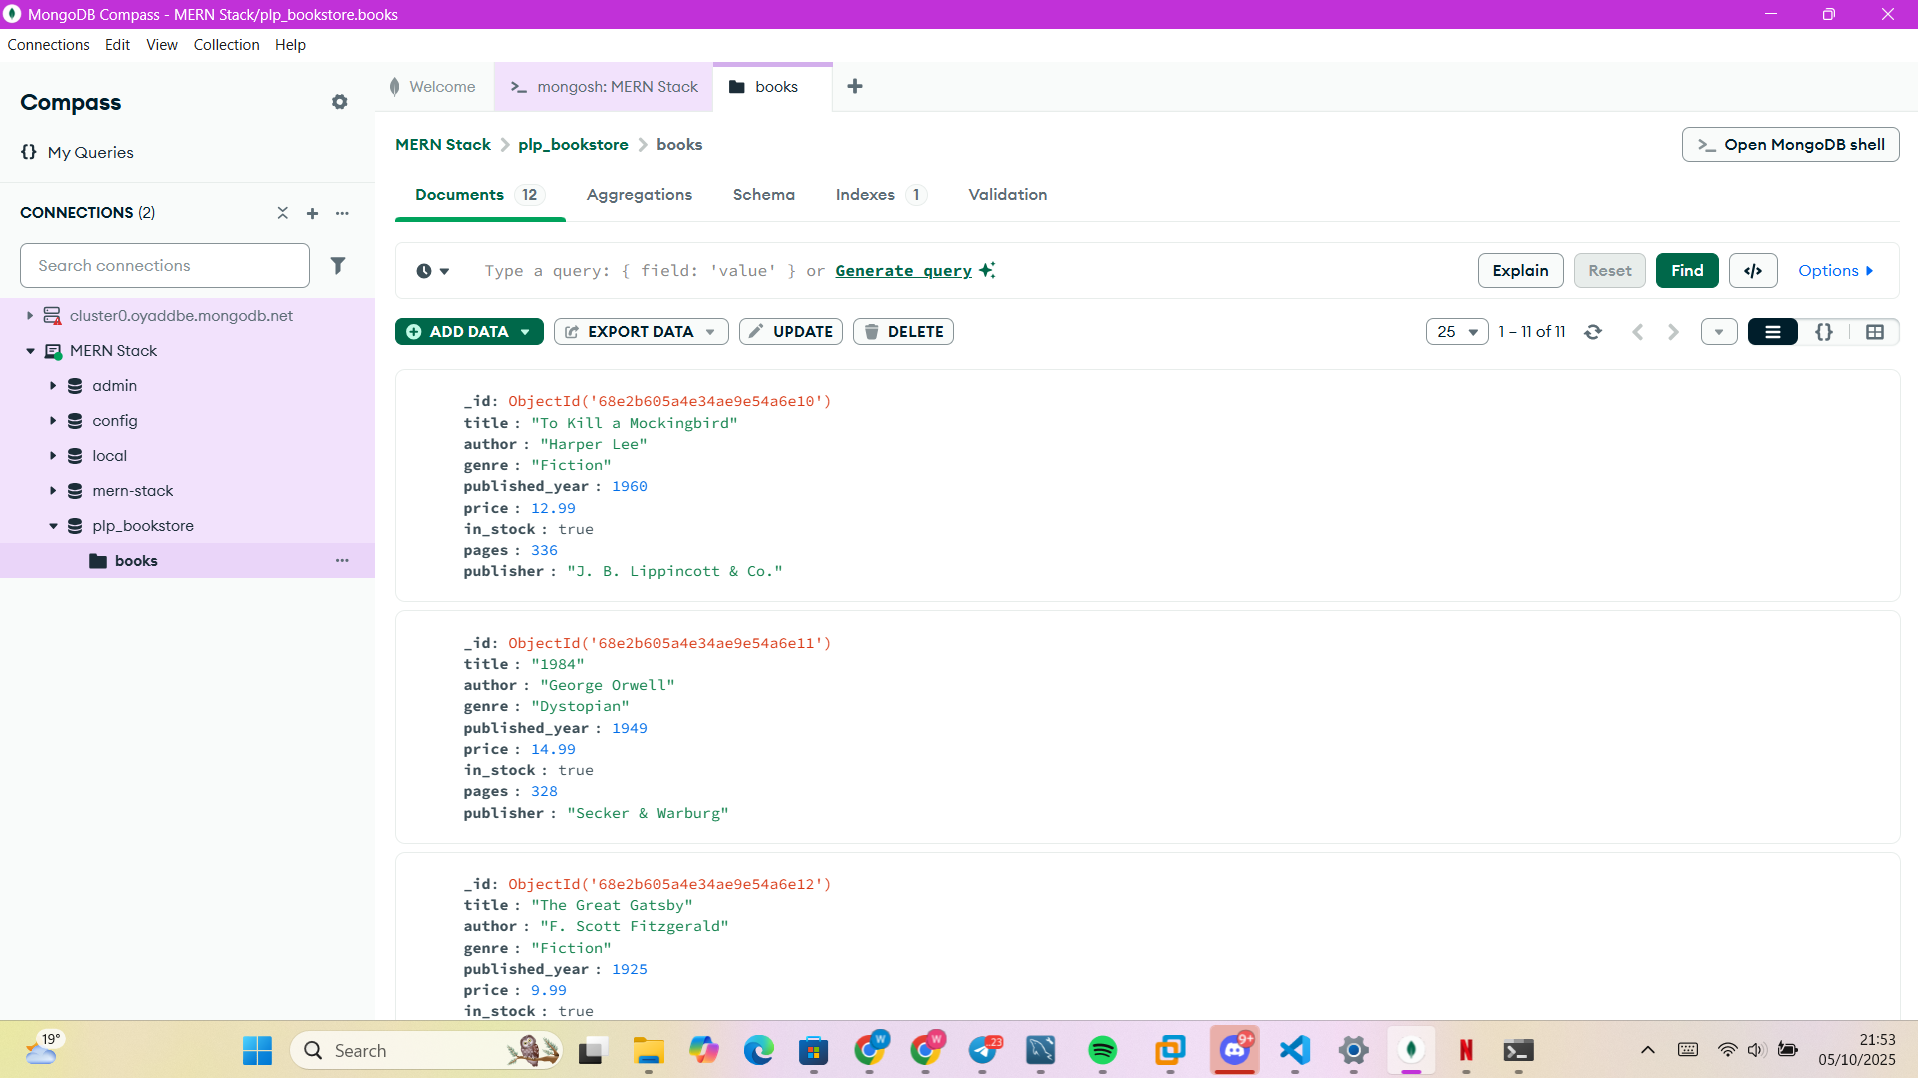 MongoDB Compass - MERN Stack/plp_bookstore.books
Connections Edit View Collection Help
Compass
{} My Queries
CONNECTIONS (2)
Search connections
cluster0.oyaddbe.mongodb.net
MERN Stack
admin
config
local
mern-stack
plp_bookstore
books
Welcome
>_ mongosh: MERN Stack
books
MERN Stack > plp_bookstore > books
>_ Open MongoDB shell
Documents 12 Aggregations Schema Indexes 1 Validation
Type a query: { field: 'value' } or Generate query
Explain Reset Find </> Options
ADD DATA EXPORT DATA UPDATE DELETE
25 1 – 11 of 11 {}
_id: ObjectId('68e2b605a4e34ae9e54a6e10')
title : "To Kill a Mockingbird"
author : "Harper Lee"
genre : "Fiction"
published_year : 1960
price : 12.99
in_stock : true
pages : 336
publisher : "J. B. Lippincott & Co."
_id: ObjectId('68e2b605a4e34ae9e54a6e11')
title : "1984"
author : "George Orwell"
genre : "Dystopian"
published_year : 1949
price : 14.99
in_stock : true
pages : 328
publisher : "Secker & Warburg"
_id: ObjectId('68e2b605a4e34ae9e54a6e12')
title : "The Great Gatsby"
author : "F. Scott Fitzgerald"
genre : "Fiction"
published_year : 1925
price : 9.99
in_stock : true
19°
Search
W
W
23
9+
N
21:53
05/10/2025